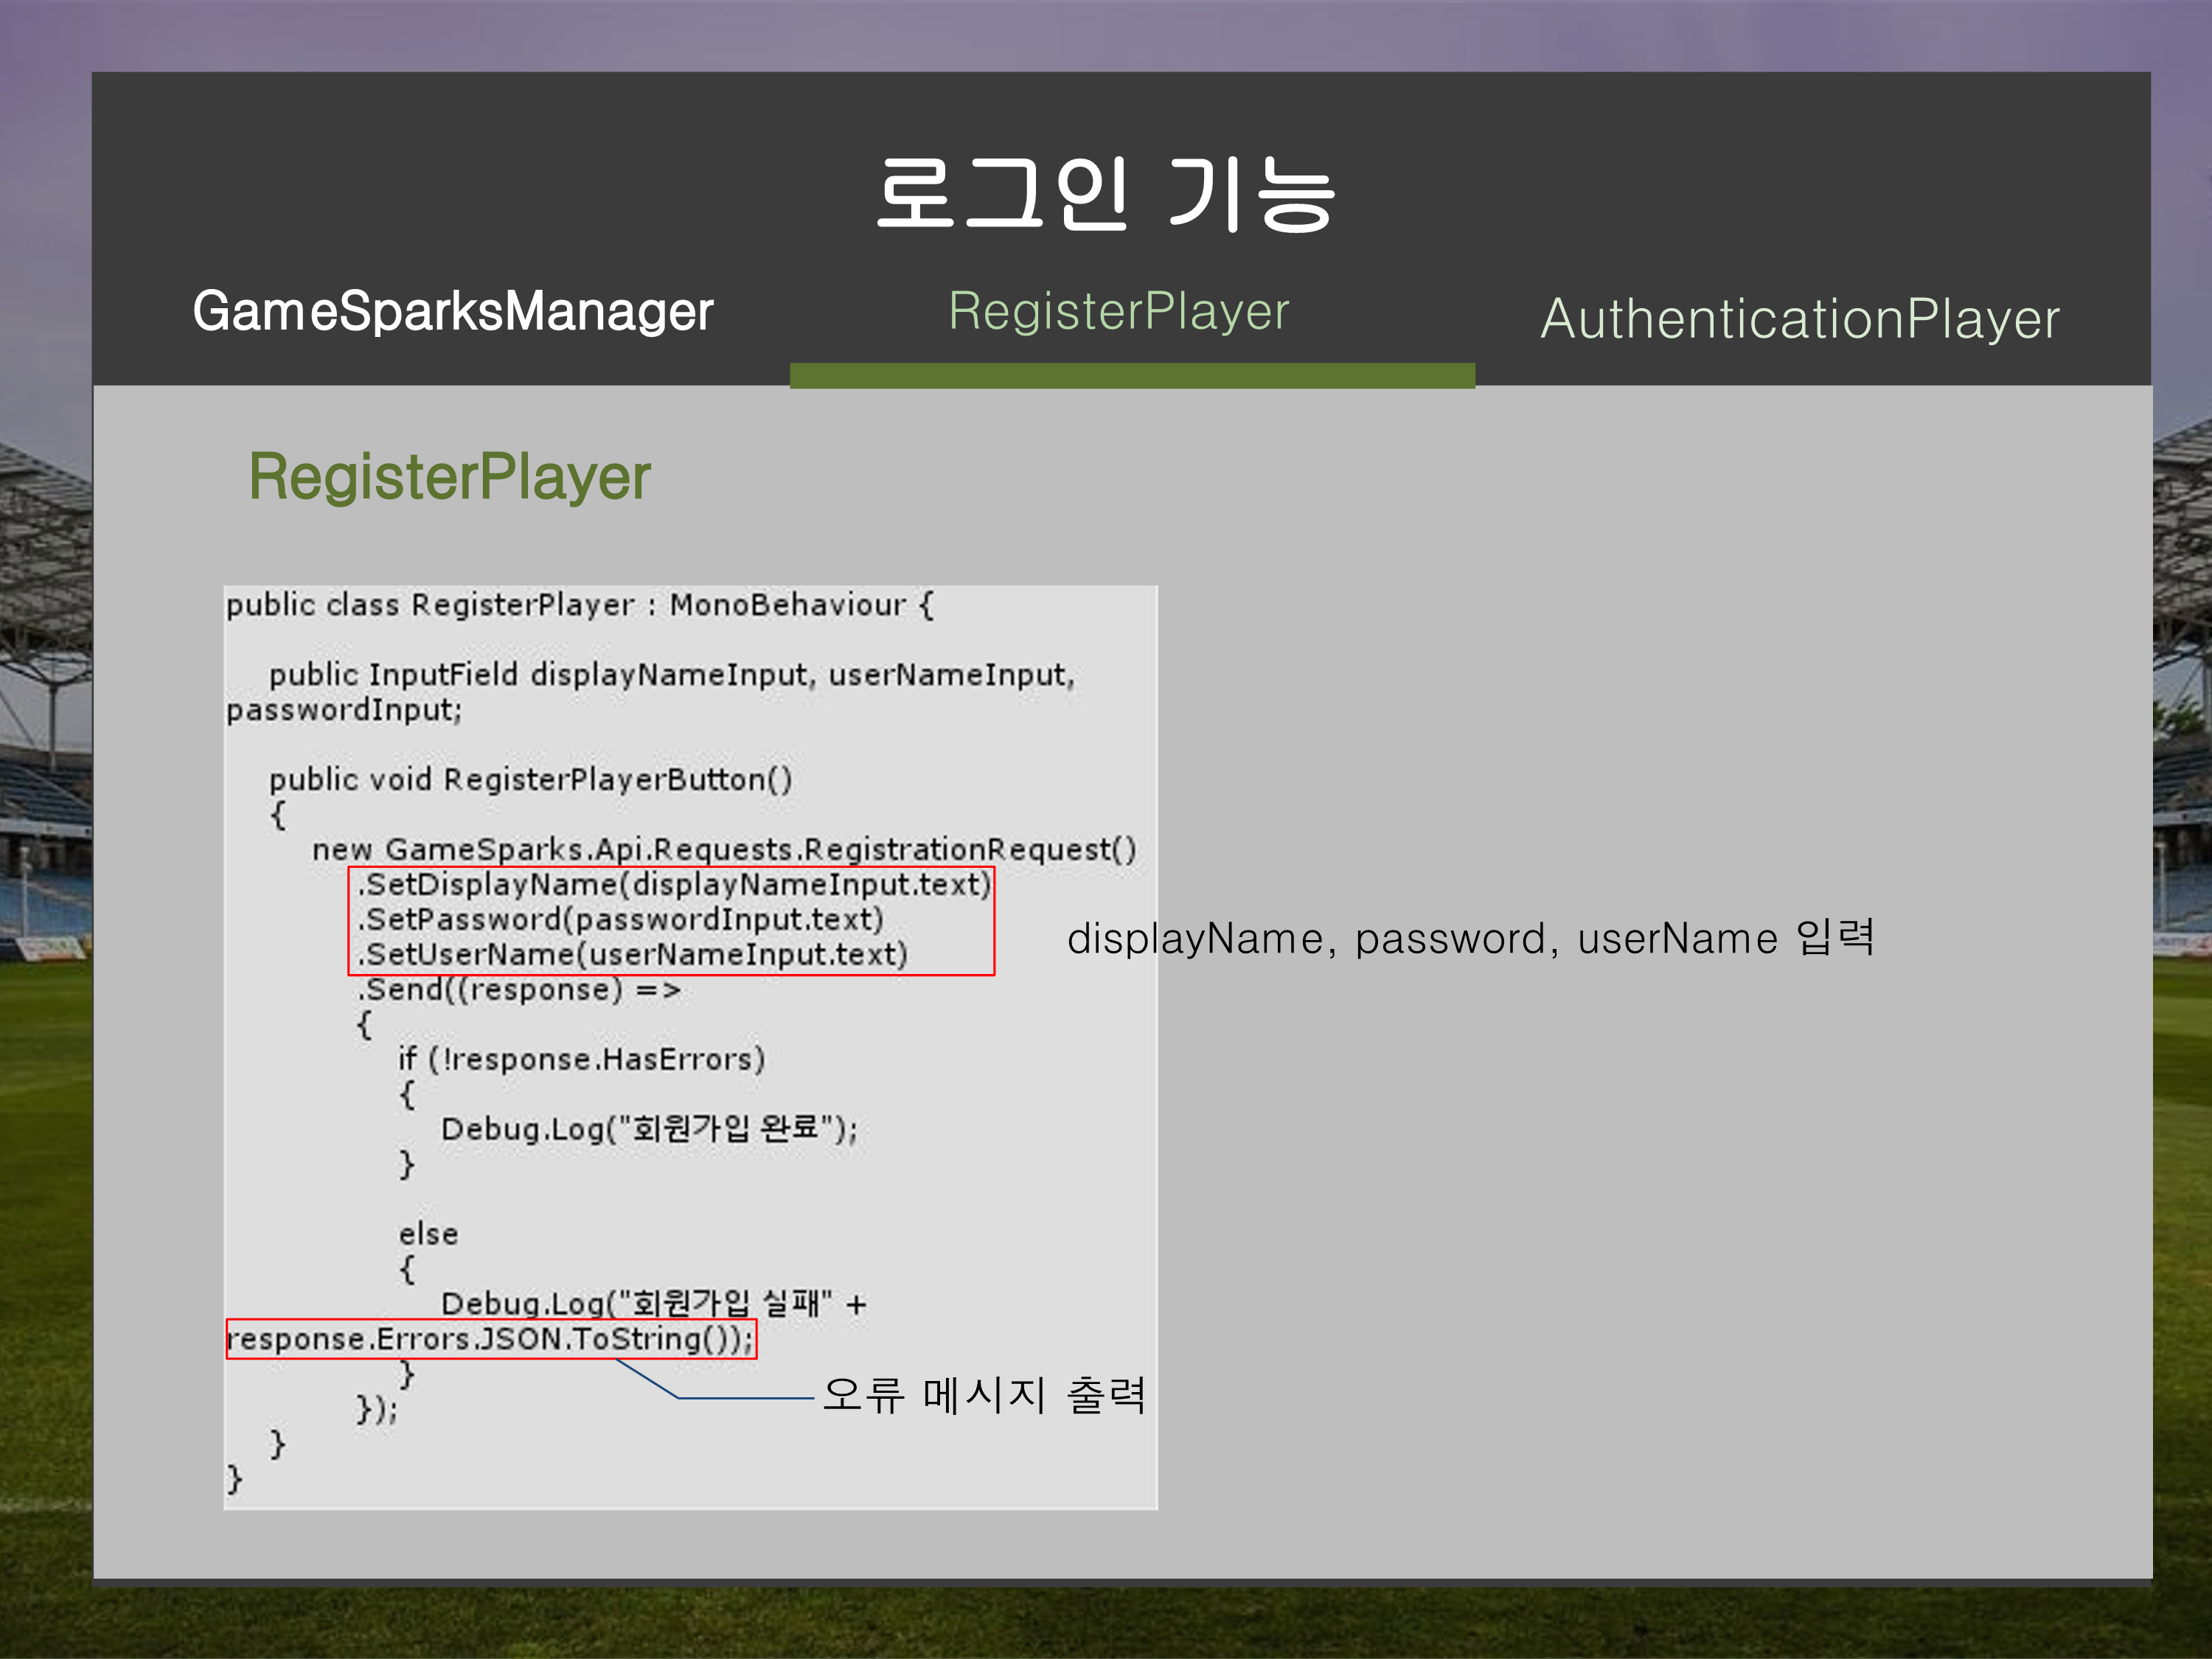 로그인 기능
GameSparksManager
RegisterPlayer
AuthenticationPlayer
RegisterPlayer
public class RegisterPlayer : MonoBehaviour {
public InputField displayNameInput, userNameInput,
passwordInput;
public void RegisterPlayerButton()
{
new GameSparks.Api.Requests.RegistrationRequest()
.SetDisplayName(displayNameInput.text)
.SetPassword(passwordInput.text)
.SetUserName(userNameInput.text)
displayName, password, userName 입력
.Send((response) =>
{
if (!response.HasErrors)
{
Debug.Log("회원가입 완료");
}
else
{
Debug.Log("회원가입 실패" +
response.Errors.JSON.ToString());
}
오류 메시지 출력
});
}
}